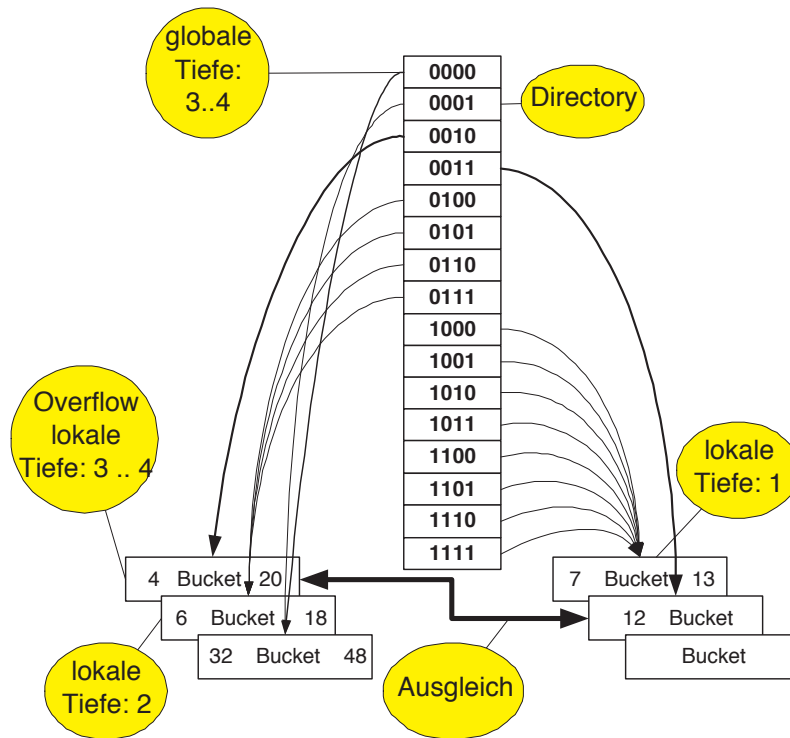 globale
Tiefe:
3..4
0000
0001
Directory
0010
0011
0100
0101
0110
0111
1000
1001
1010
1011
1100
1101
1110
1111
Overflow
lokale
Tiefe: 3 .. 4
lokale
Tiefe: 1
4 Bucket 20
7 Bucket 13
6 Bucket 18
12 Bucket
32 Bucket 48
Bucket
lokale
Tiefe: 2
Ausgleich